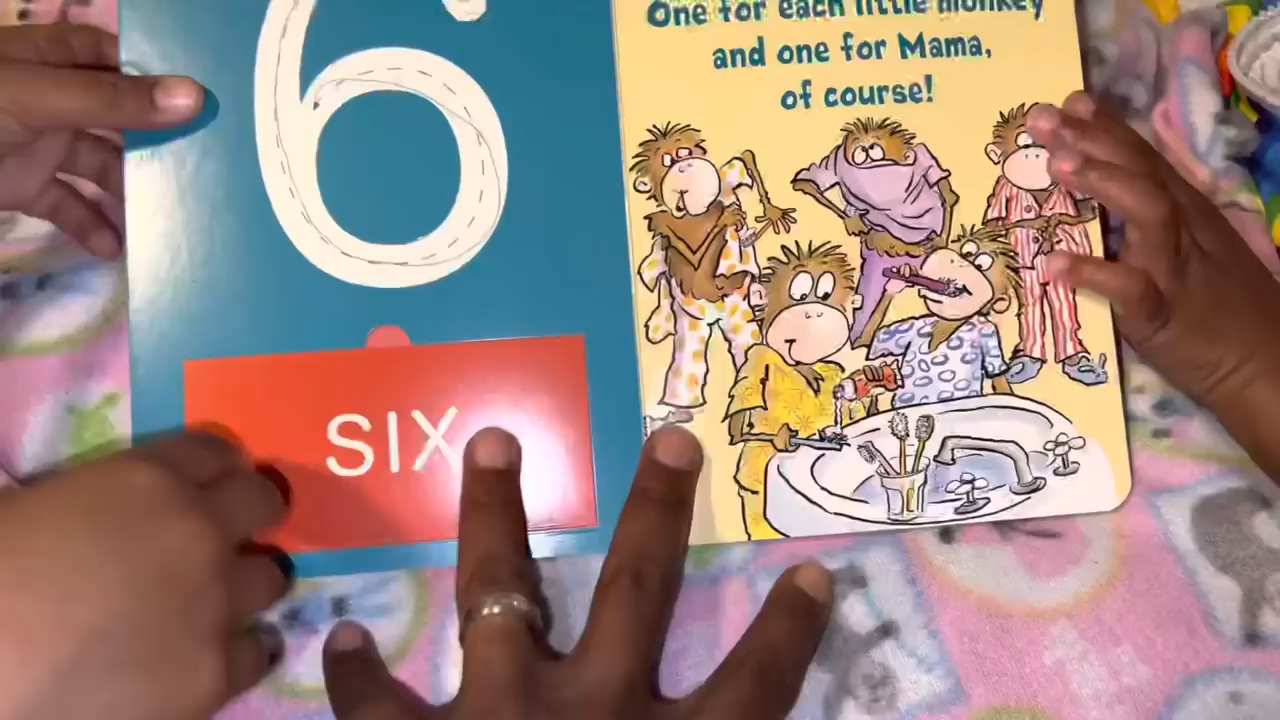 6
SIX
One for each little monkey
and one for Mama,
of course!